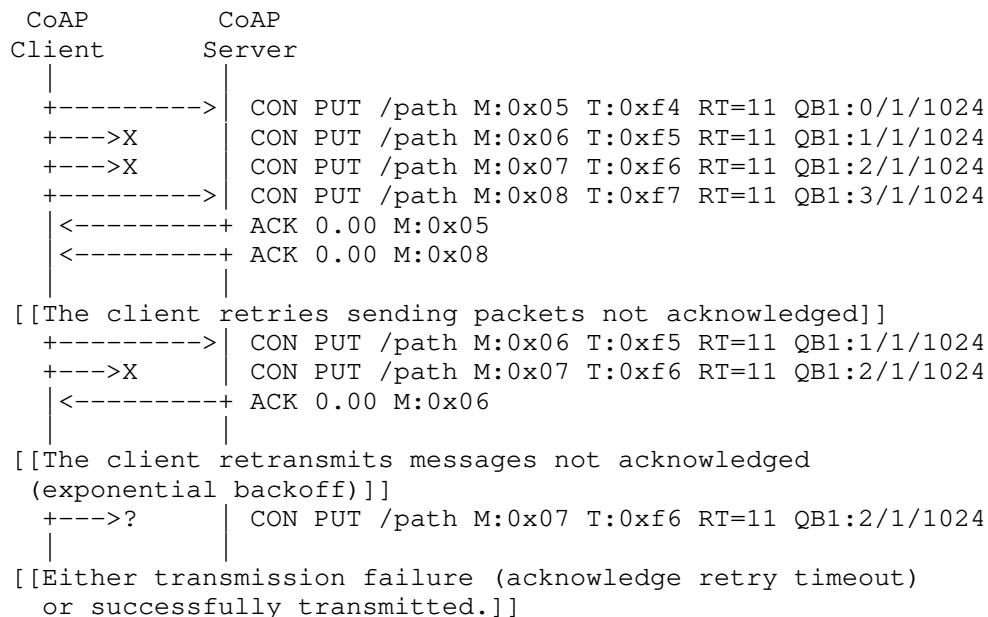 CoAP        CoAP
Client      Server
  |          |
  +--------->| CON PUT /path M:0x05 T:0xf4 RT=11 QB1:0/1/1024
  +--->X     | CON PUT /path M:0x06 T:0xf5 RT=11 QB1:1/1/1024
  +--->X     | CON PUT /path M:0x07 T:0xf6 RT=11 QB1:2/1/1024
  +--------->| CON PUT /path M:0x08 T:0xf7 RT=11 QB1:3/1/1024
  |<---------+ ACK 0.00 M:0x05
  |<---------+ ACK 0.00 M:0x08
  |          |
[[The client retries sending packets not acknowledged]]
  +--------->| CON PUT /path M:0x06 T:0xf5 RT=11 QB1:1/1/1024
  +--->X     | CON PUT /path M:0x07 T:0xf6 RT=11 QB1:2/1/1024
  |<---------+ ACK 0.00 M:0x06
  |          |
[[The client retransmits messages not acknowledged
 (exponential backoff)]]
  +--->?     | CON PUT /path M:0x07 T:0xf6 RT=11 QB1:2/1/1024
  |          |
[[Either transmission failure (acknowledge retry timeout)
  or successfully transmitted.]]